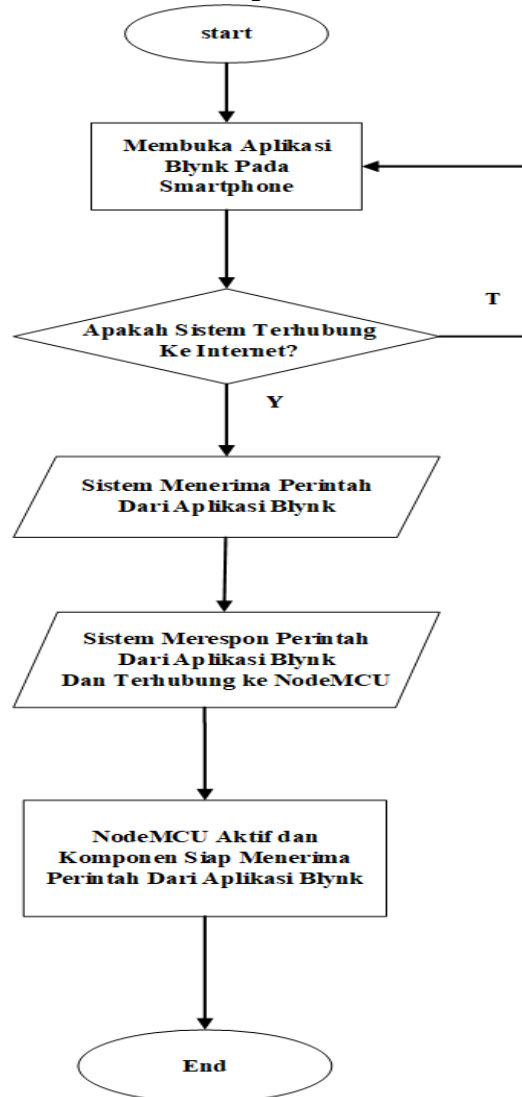 start
Membuka Aplikasi
Blynk Pada
Smartphone
Apakah Sistem Terhubung
Ke Internet?
T
Y
Sistem Menerima Perintah
Dari Aplikasi Blynk
Sistem Merespon Perintah
Dari Aplikasi Blynk
Dan Terhubung ke NodeMCU
NodeMCU Aktif dan
Komponen Siap Menerima
Perintah Dari Aplikasi Blynk
End